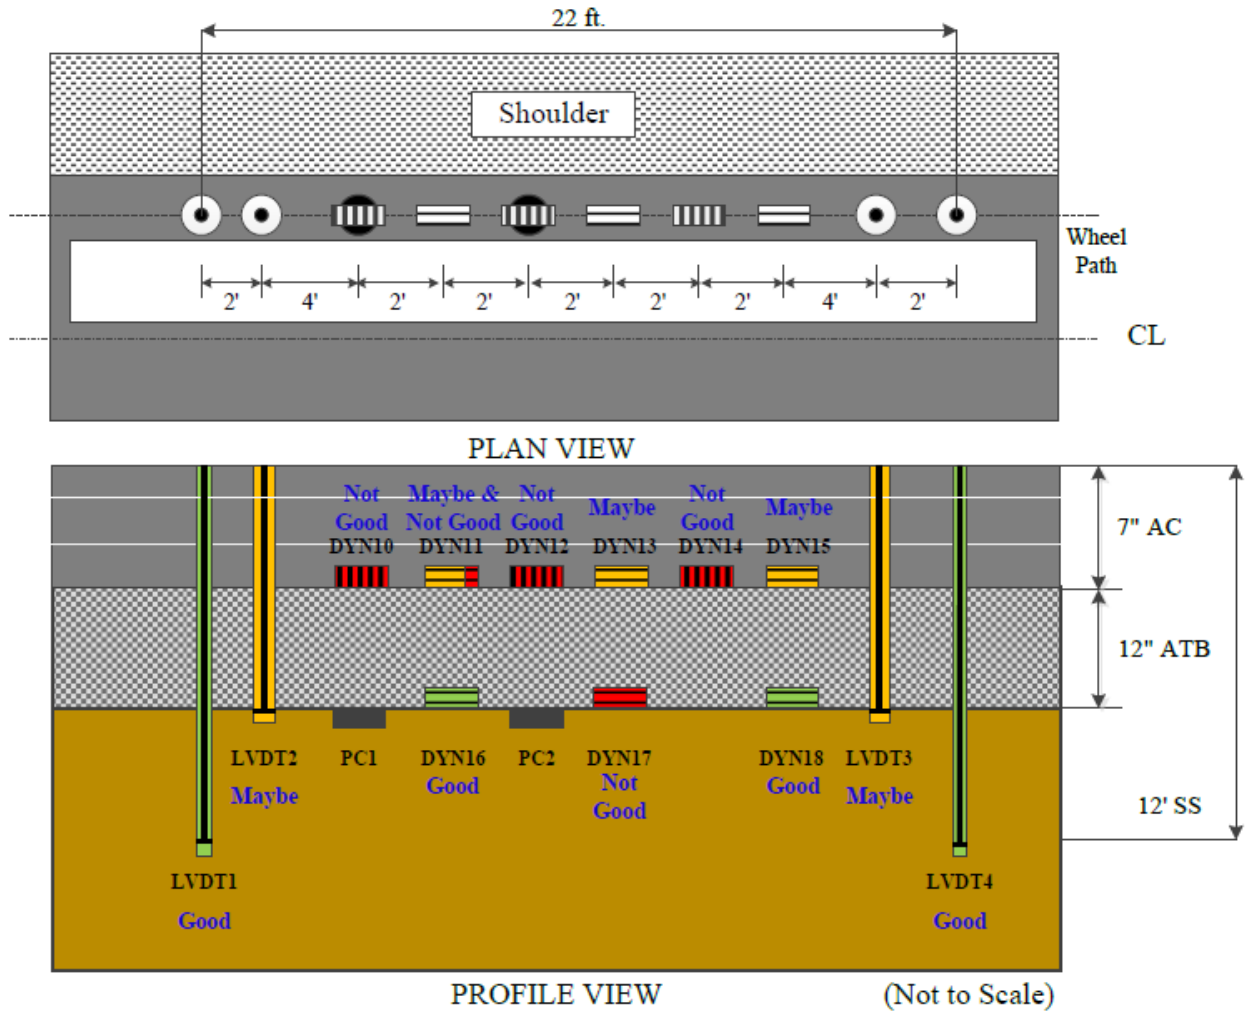 22 ft.
Shoulder
Wheel
Path
2' 4' 2' 2' 2' 2' 2' 4' 2'
CL
PLAN VIEW
Not Maybe & Not Not
Good Not Good Good Maybe Good Maybe
DYN10 DYN11 DYN12 DYN13 DYN14 DYN15
7" AC
12" ATB
LVDT2 PC1 DYN16 PC2 DYN17 DYN18 LVDT3
Maybe Good Not Good Maybe
Good
12' SS
LVDT1 LVDT4
Good Good
PROFILE VIEW (Not to Scale)